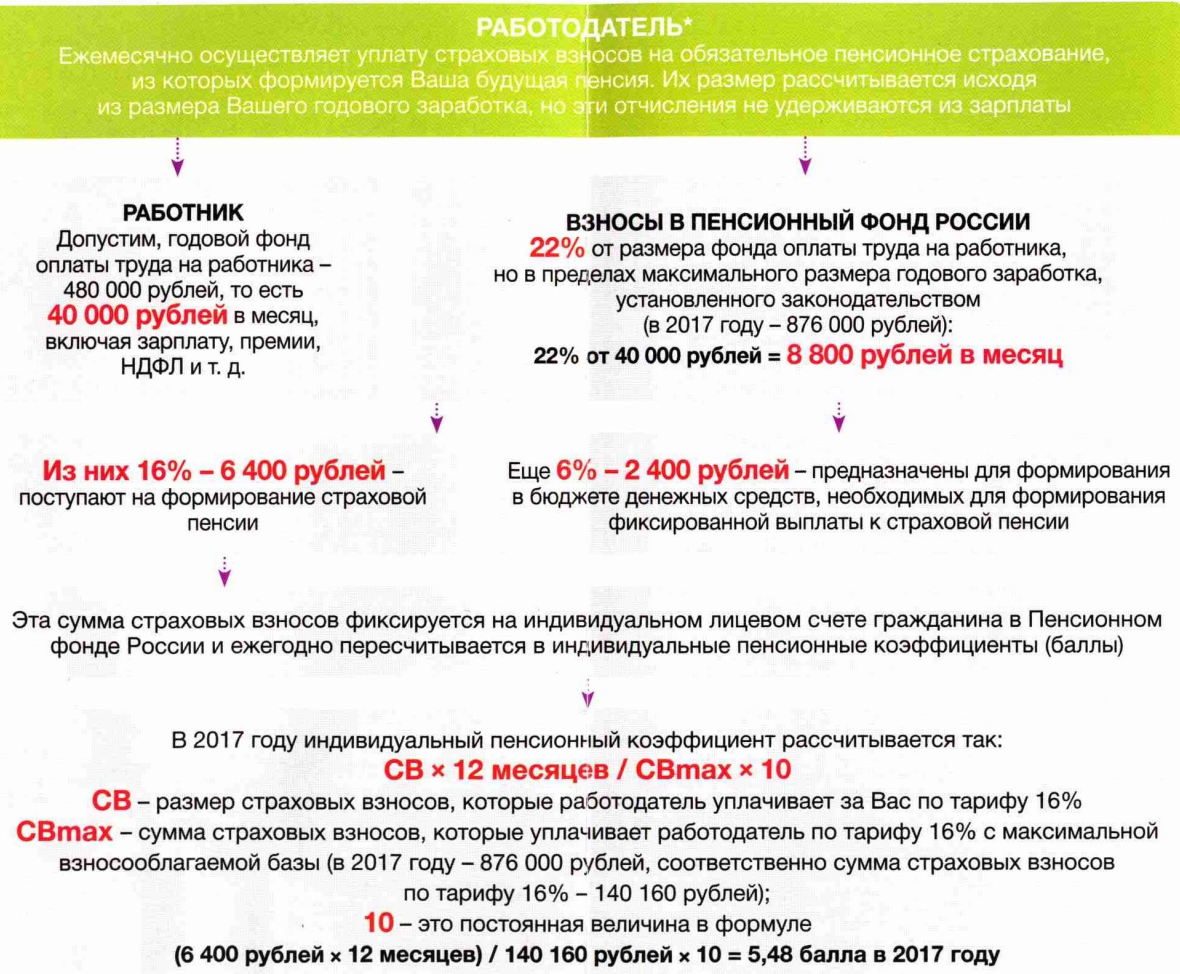 РАБОТОДАТЕЛЬ*
Ежемесячно осуществляет уплату страховых взносов на обязательное пенсионное страхование,
из которых формируется Ваша будущая пенсия. Их размер рассчитывается исходя
из размера Вашего годового заработка, но эти отчисления не удерживаются из зарплаты
РАБОТНИК
Допустим, годовой фонд
оплаты труда на работника –
480 000 рублей, то есть
40 000 рублей в месяц,
включая зарплату, премии,
НДФЛ и т. д.
ВЗНОСЫ В ПЕНСИОННЫЙ ФОНД РОССИИ
22% от размера фонда оплаты труда на работника,
но в пределах максимального размера годового заработка,
установленного законодательством
(в 2017 году – 876 000 рублей):
22% от 40 000 рублей = 8 800 рублей в месяц
Из них 16% – 6 400 рублей –
поступают на формирование страховой
пенсии
Еще 6% – 2 400 рублей – предназначены для формирования
в бюджете денежных средств, необходимых для формирования
фиксированной выплаты к страховой пенсии
Эта сумма страховых взносов фиксируется на индивидуальном лицевом счете гражданина в Пенсионном
фонде России и ежегодно пересчитывается в индивидуальные пенсионные коэффициенты (баллы)
В 2017 году индивидуальный пенсионный коэффициент рассчитывается так:
СВ × 12 месяцев / СВmax × 10
СВ – размер страховых взносов, которые работодатель уплачивает за Вас по тарифу 16%
СВmax – сумма страховых взносов, которые уплачивает работодатель по тарифу 16% с максимальной
взносооблагаемой базы (в 2017 году – 876 000 рублей, соответственно сумма страховых взносов
по тарифу 16% – 140 160 рублей);
10 – это постоянная величина в формуле
(6 400 рублей × 12 месяцев) / 140 160 рублей × 10 = 5,48 балла в 2017 году